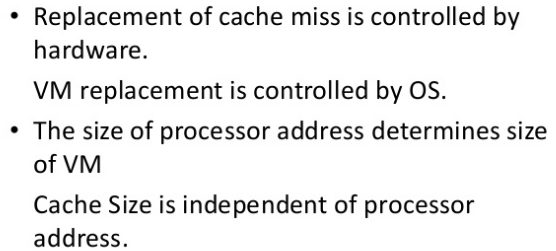 • Replacement of cache miss is controlled by
hardware.
VM replacement is controlled by OS.
• The size of processor address determines size
of VM
Cache Size is independent of processor
address.